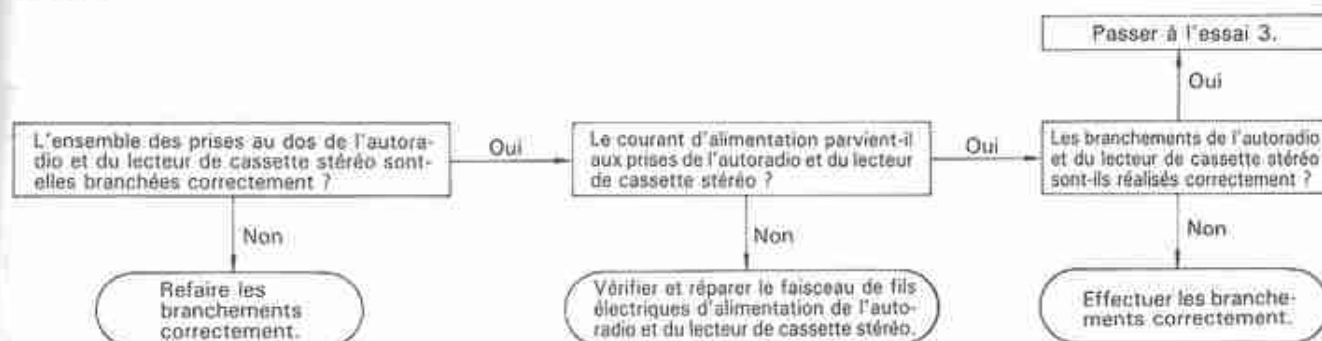 Passer à l'essai 3.
Oui
L'ensemble des prises au dos de l'autora-
dio et du lecteur de cassette stéréo sont-
elles branchées correctement ?
Oui
Le courant d'alimentation parvient-il
aux prises de l'autoradio et du lecteur
de cassette stéréo ?
Oui
Les branchements de l'autoradio
et du lecteur de cassette stéréo
sont-ils réalisés correctement ?
Non
Non
Non
Refaire les
branchements
correctement.
Vérifier et réparer le faisceau de fils
électriques d'alimentation de l'auto-
radio et du lecteur de cassette stéréo.
Effectuer les branche-
ments correctement.